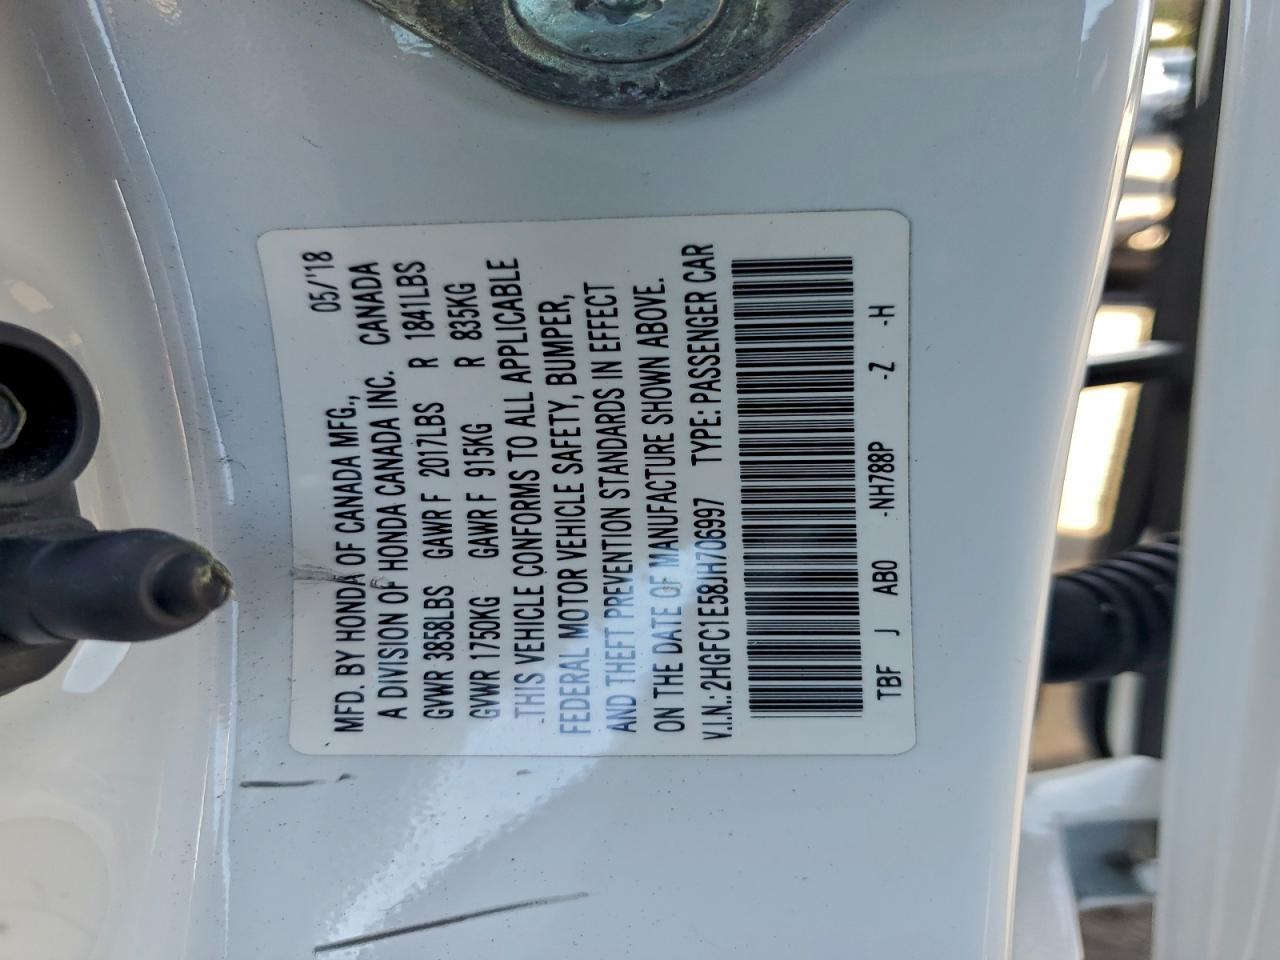 05/'18
MFD. BY HONDA OF CANADA MFG.,
A DIVISION OF HONDA CANADA INC. CANADA
GVWR 3858LBS GAWR F 2017LBS R 1841LBS
GVWR 1750KG GAWR F 915KG R 835KG
THIS VEHICLE CONFORMS TO ALL APPLICABLE
FEDERAL MOTOR VEHICLE SAFETY, BUMPER,
AND THEFT PREVENTION STANDARDS IN EFFECT
ON THE DATE OF MANUFACTURE SHOWN ABOVE.
V.I.N.: 2HGFC1E58JH706997 TYPE: PASSENGER CAR
TBF J AB0 -NH788P -Z -H